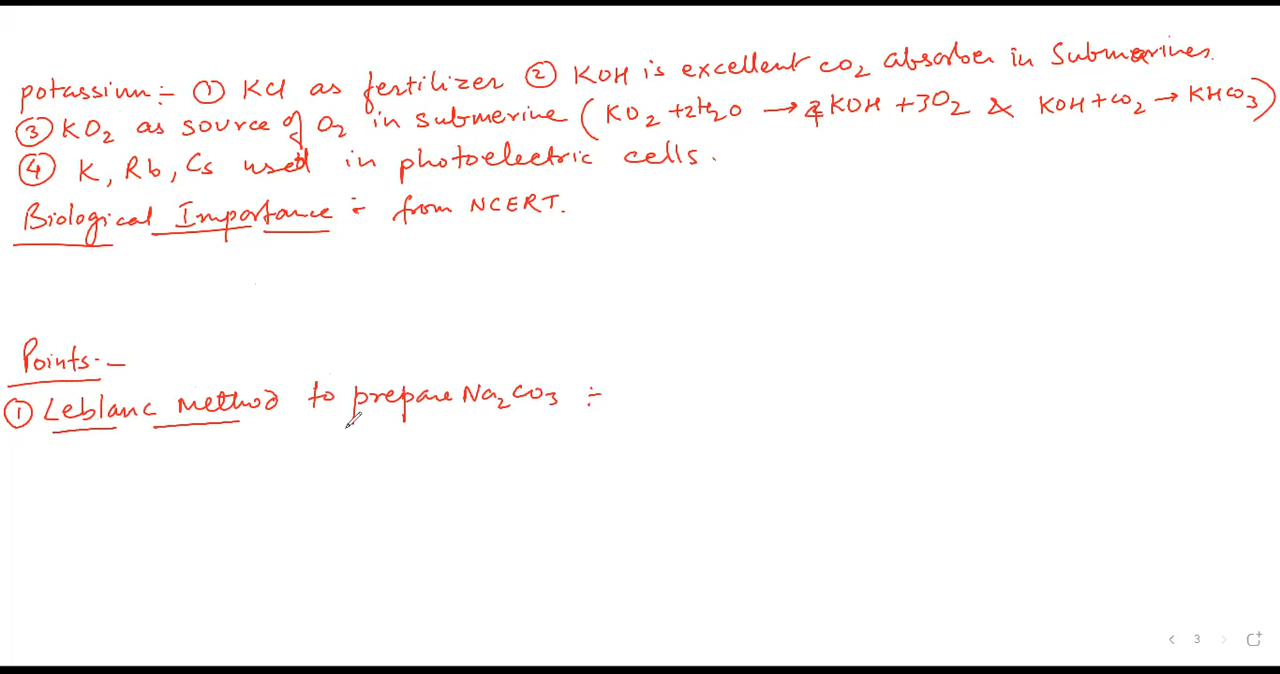 potassium :- ① KCl as fertilizer ② KOH is excellent CO2 absorber in Submarines.
③ KO2 as source of O2 in submerine (KO2 + 2H2O → 4KOH + 3O2 & KOH + CO2 → KHCO3)
④ K, Rb, Cs used in photoelectric cells.
Biological Importance :- from NCERT.
Points :-
① Leblanc Method to prepare Na2CO3 :-
< 3 >